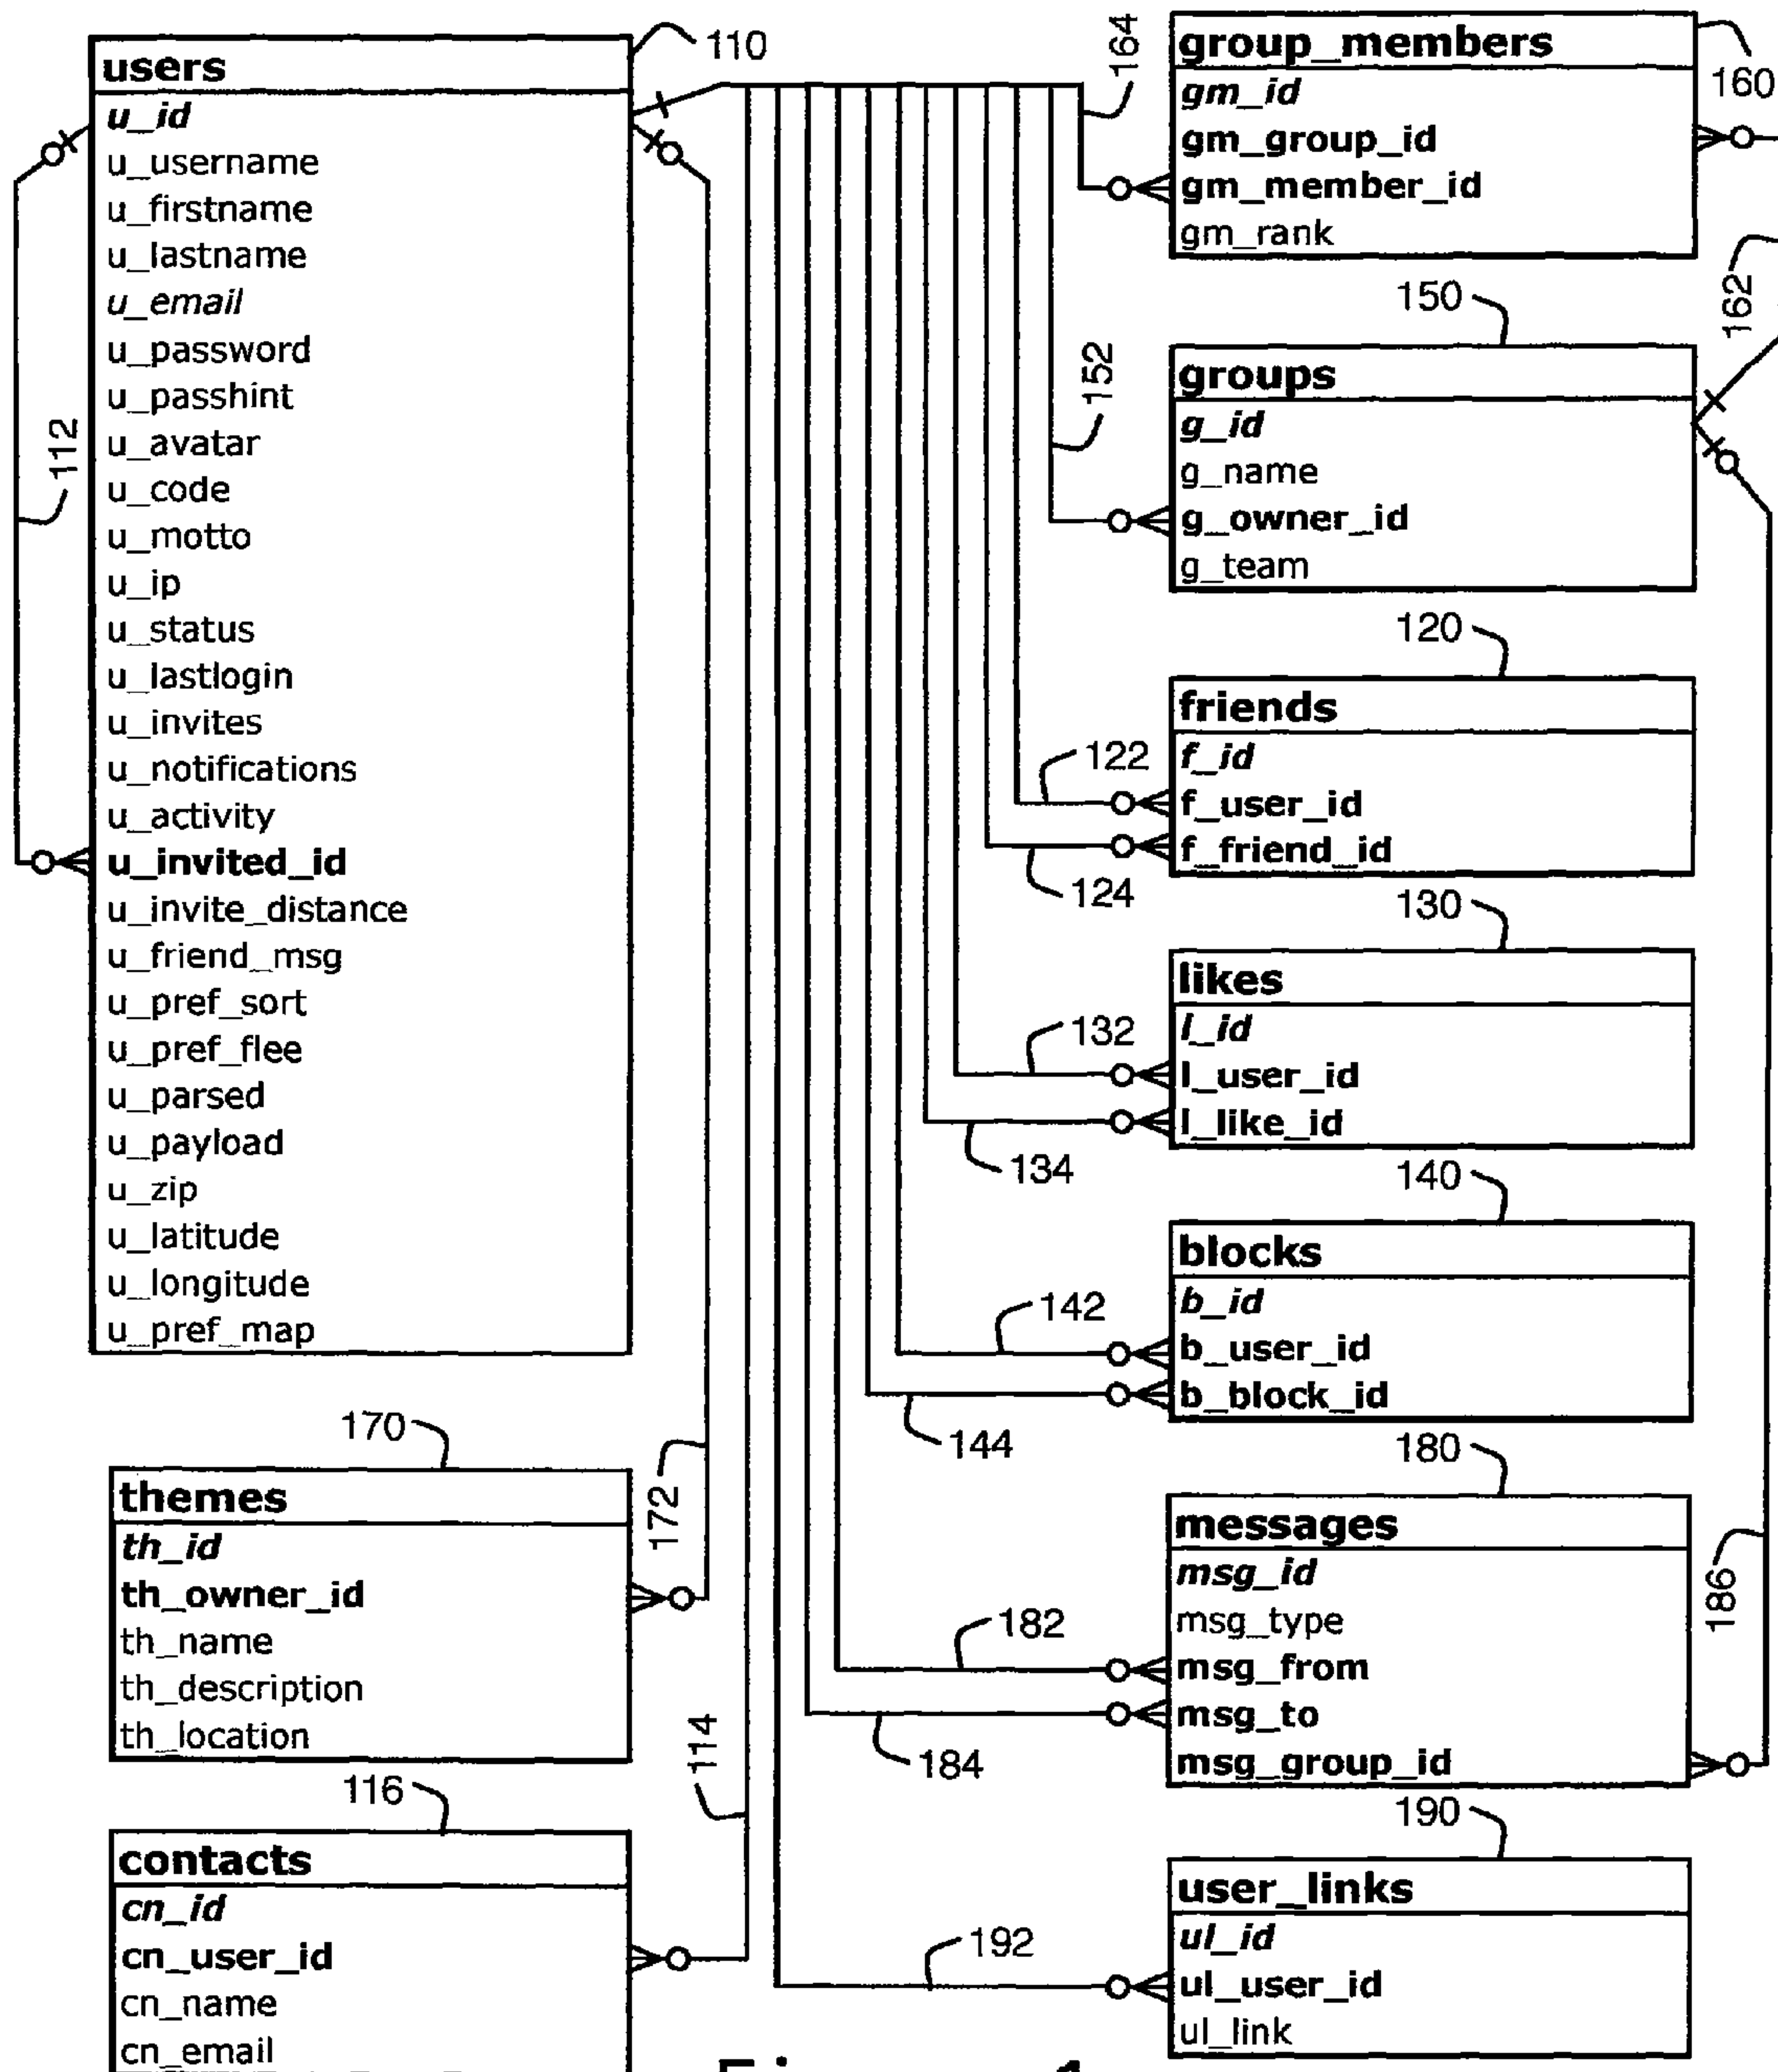 110
users
u_id
u_username
u_firstname
u_lastname
u_email
u_password
u_passhint
u_avatar
u_code
u_motto
u_ip
u_status
u_lastlogin
u_invites
u_notifications
u_activity
u_invited_id
u_invite_distance
u_friend_msg
u_pref_sort
u_pref_flee
u_parsed
u_payload
u_zip
u_latitude
u_longitude
u_pref_map
112
170
themes
th_id
th_owner_id
th_name
th_description
th_location
172
116
contacts
cn_id
cn_user_id
cn_name
cn_email
114
164
group_members
gm_id
gm_group_id
gm_member_id
gm_rank
160
162
150
groups
g_id
g_name
g_owner_id
g_team
152
120
friends
f_id
f_user_id
f_friend_id
122
124
130
likes
l_id
l_user_id
l_like_id
132
134
140
blocks
b_id
b_user_id
b_block_id
142
144
180
messages
msg_id
msg_type
msg_from
msg_to
msg_group_id
182
184
186
190
user_links
ul_id
ul_user_id
ul_link
192